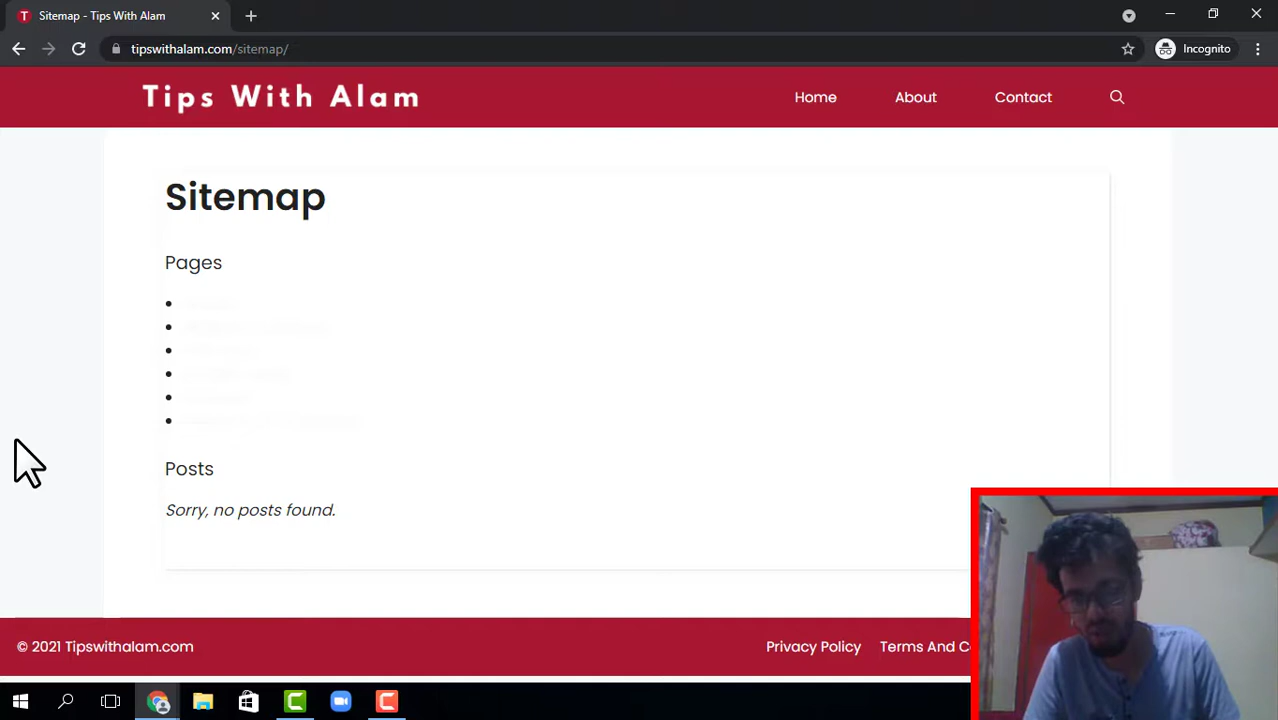 Sitemap - Tips With Alam
tipswithalam.com/sitemap/
Incognito
Tips With Alam
Home
About
Contact
Sitemap
Pages
Posts
Sorry, no posts found.
© 2021 Tipswithalam.com
Privacy Policy
Terms And